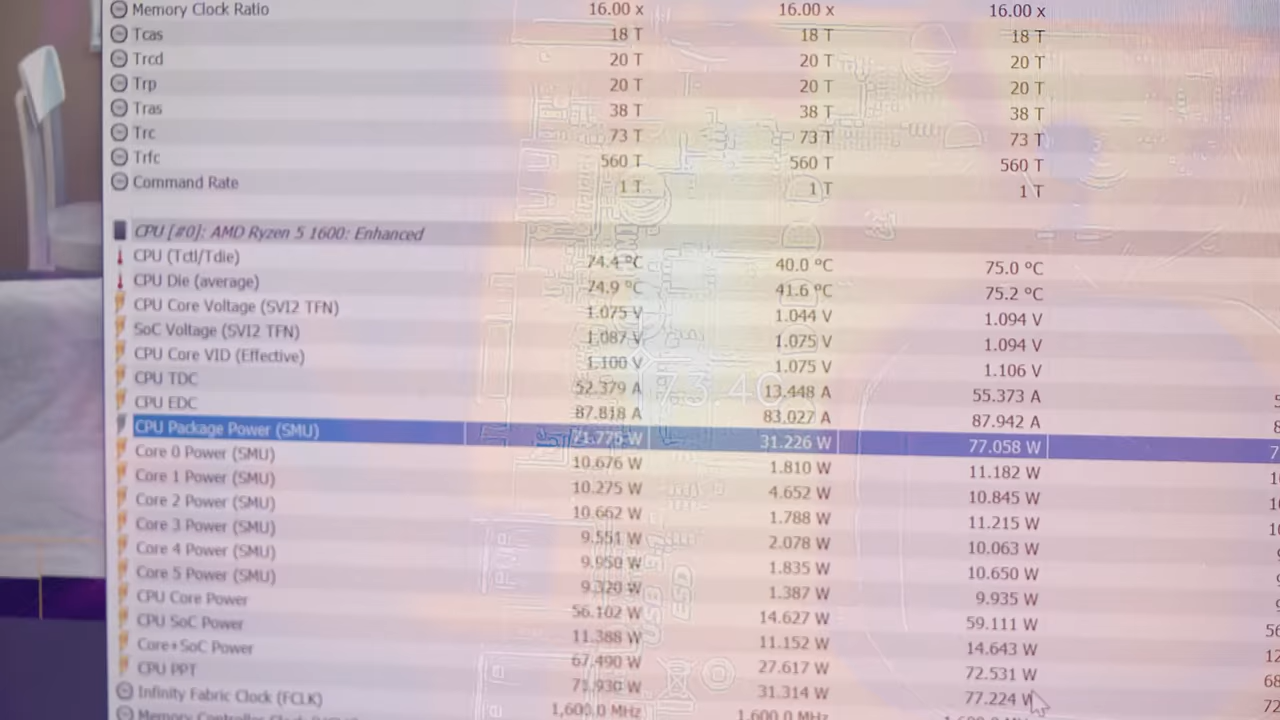 Memory Clock Ratio 16.00 x 16.00 x 16.00 x
Tcas 18 T 18 T 18 T
Trcd 20 T 20 T 20 T
Trp 20 T 20 T 20 T
Tras 38 T 38 T 38 T
Trc 73 T 73 T 73 T
Trfc 560 T 560 T 560 T
Command Rate 1 T 1 T 1 T
CPU [#0]: AMD Ryzen 5 1600: Enhanced
CPU (Tctl/Tdie) 74.4 °C 40.0 °C 75.0 °C
CPU Die (average) 74.9 °C 41.6 °C 75.2 °C
CPU Core Voltage (SVI2 TFN) 1.075 V 1.044 V 1.094 V
SoC Voltage (SVI2 TFN) 1.087 V 1.075 V 1.094 V
CPU Core VID (Effective) 1.100 V 1.075 V 1.106 V
CPU TDC 52.379 A 13.448 A 55.373 A
73.4C
CPU EDC 87.818 A 83.027 A 87.942 A
CPU Package Power (SMU) 71.775 W 31.226 W 77.058 W
Core 0 Power (SMU) 10.676 W 1.810 W 11.182 W
Core 1 Power (SMU) 10.275 W 4.652 W 10.845 W
Core 2 Power (SMU) 10.662 W 1.788 W 11.215 W
Core 3 Power (SMU) 9.551 W 2.078 W 10.063 W
Core 4 Power (SMU) 9.950 W 1.835 W 10.650 W
Core 5 Power (SMU) 9.320 W 1.387 W 9.935 W
CPU Core Power 56.102 W 14.627 W 59.111 W
CPU SoC Power 11.388 W 11.152 W 14.643 W
Core+SoC Power 67.490 W 27.617 W 72.531 W
CPU PPT 71.930 W 31.314 W 77.224 W
Infinity Fabric Clock (FCLK) 1,600.0 MHz 1,600.0 MHz
Memory Controller Clock
USB 3.
ESD